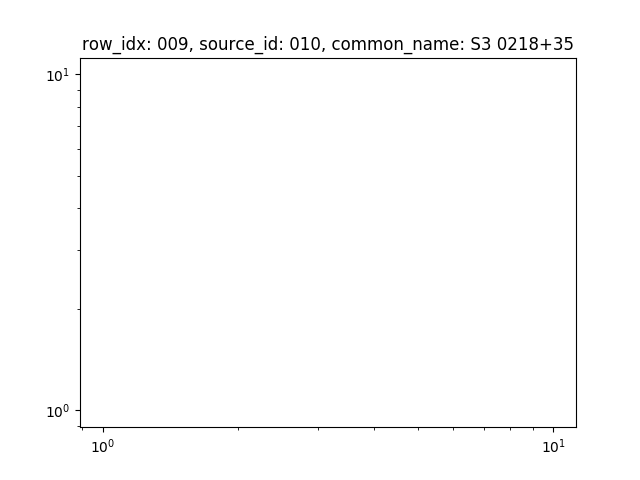 row_idx: 009, source_id: 010, common_name: S3 0218+35
10¹
10⁰
10⁰
10¹